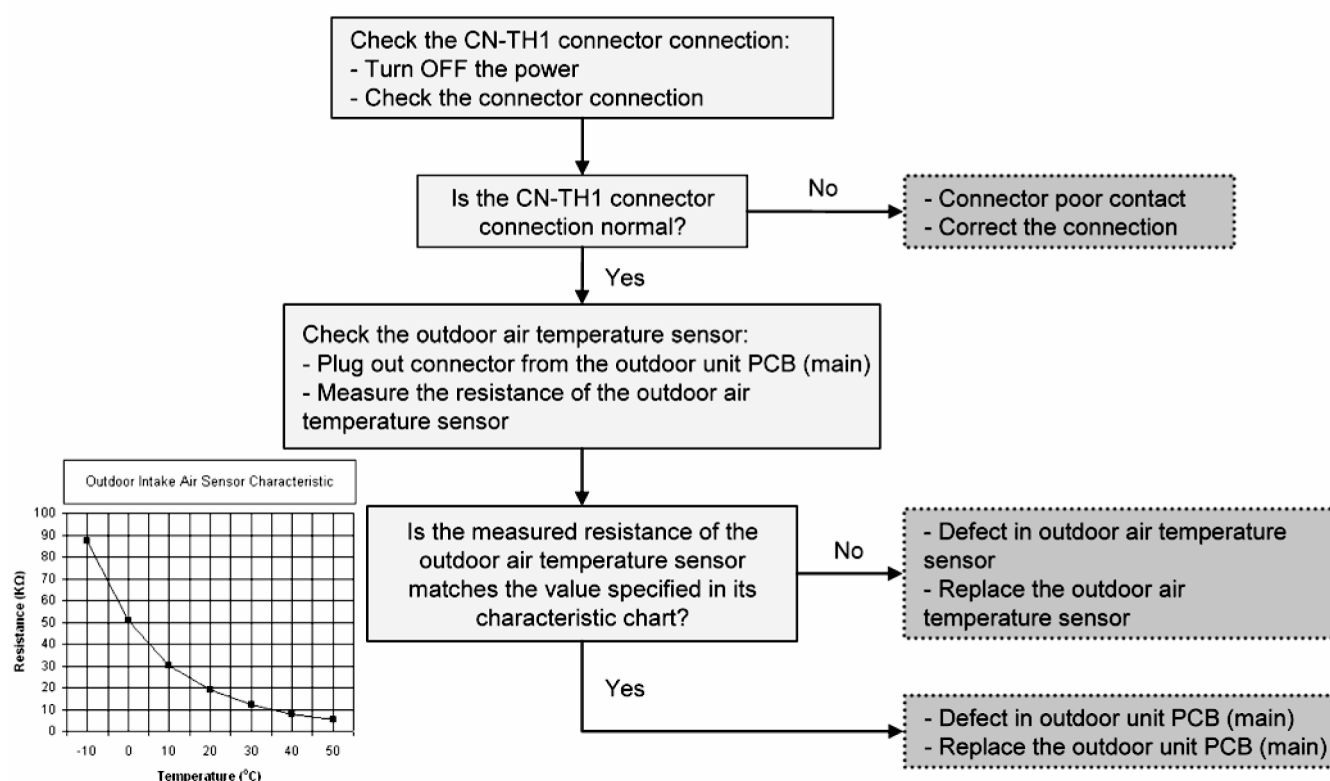 Check the CN-TH1 connector connection:
- Turn OFF the power
- Check the connector connection
Is the CN-TH1 connector
connection normal?
No
- Connector poor contact
- Correct the connection
Yes
Check the outdoor air temperature sensor:
- Plug out connector from the outdoor unit PCB (main)
- Measure the resistance of the outdoor air
temperature sensor
Outdoor Intake Air Sensor Characteristic
Resistance (KΩ)
100
90
80
70
60
50
40
30
20
10
0
-10 0 10 20 30 40 50
Temperature (°C)
Is the measured resistance of the
outdoor air temperature sensor
matches the value specified in its
characteristic chart?
No
- Defect in outdoor air temperature
sensor
- Replace the outdoor air
temperature sensor
Yes
- Defect in outdoor unit PCB (main)
- Replace the outdoor unit PCB (main)